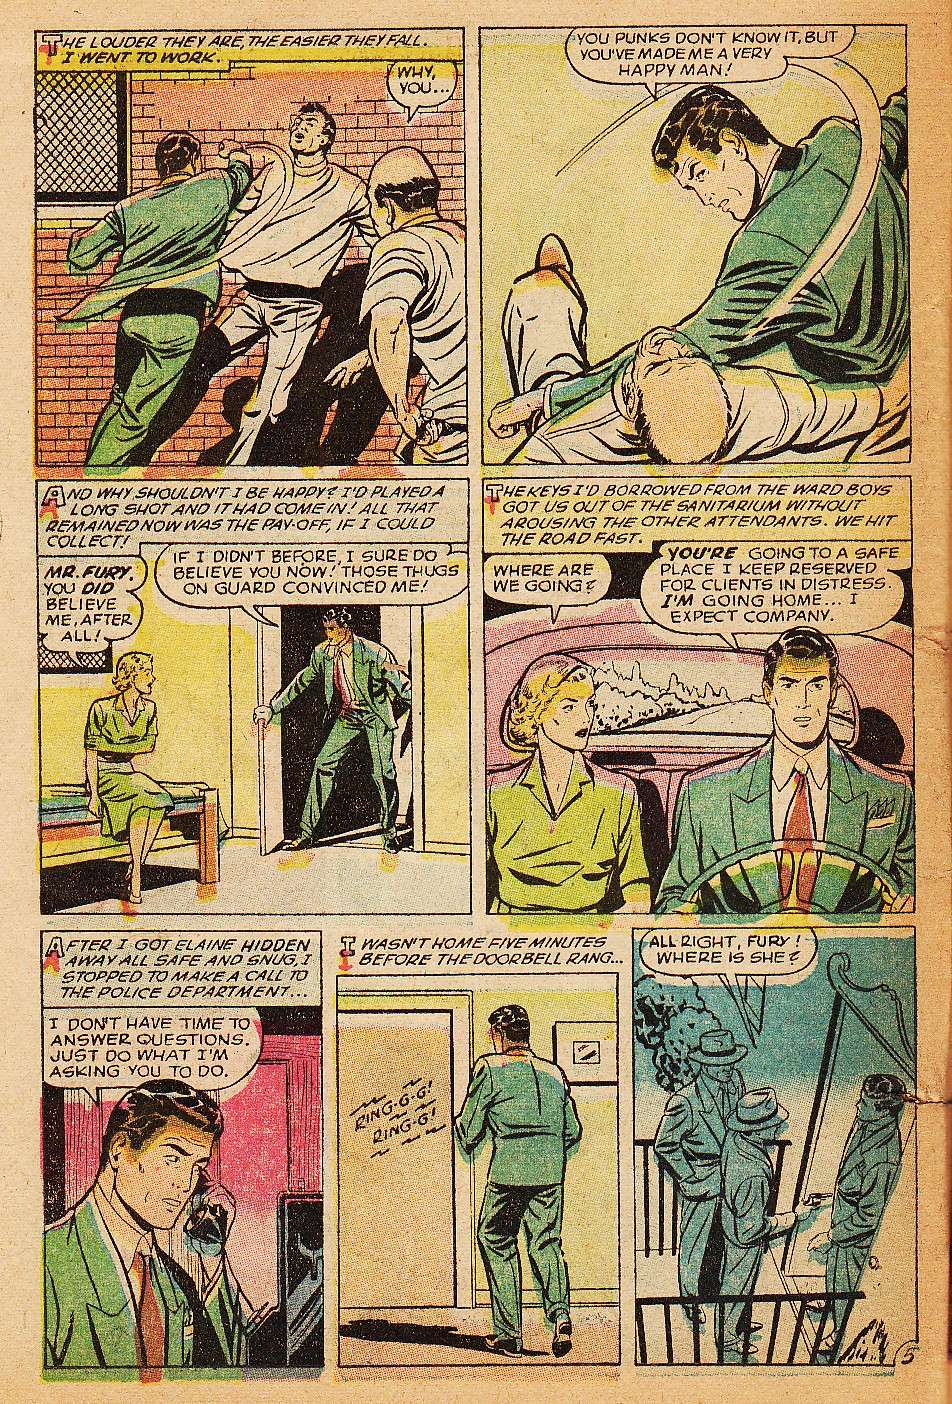 THE LOUDER THEY ARE, THE EASIER THEY FALL.
I WENT TO WORK.
WHY,
YOU...
YOU PUNKS DON'T KNOW IT, BUT
YOU'VE MADE ME A VERY
HAPPY MAN!
AND WHY SHOULDN'T I BE HAPPY? I'D PLAYED A
LONG SHOT AND IT HAD COME IN! ALL THAT
REMAINED NOW WAS THE PAY-OFF, IF I COULD
COLLECT!
MR. FURY.
YOU DID
BELIEVE
ME, AFTER
ALL!
IF I DIDN'T BEFORE, I SURE DO
BELIEVE YOU NOW! THOSE THUGS
ON GUARD CONVINCED ME!
THE KEYS I'D BORROWED FROM THE WARD BOYS
GOT US OUT OF THE SANITARIUM WITHOUT
AROUSING THE OTHER ATTENDANTS. WE HIT
THE ROAD FAST.
WHERE ARE
WE GOING?
YOU'RE GOING TO A SAFE
PLACE I KEEP RESERVED
FOR CLIENTS IN DISTRESS.
I'M GOING HOME... I
EXPECT COMPANY.
AFTER I GOT ELAINE HIDDEN
AWAY ALL SAFE AND SNUG, I
STOPPED TO MAKE A CALL TO
THE POLICE DEPARTMENT...
I DON'T HAVE TIME TO
ANSWER QUESTIONS.
JUST DO WHAT I'M
ASKING YOU TO DO.
I WASN'T HOME FIVE MINUTES
BEFORE THE DOORBELL RANG...
RING-G-G!
RING-G!
ALL RIGHT, FURY!
WHERE IS SHE?
5